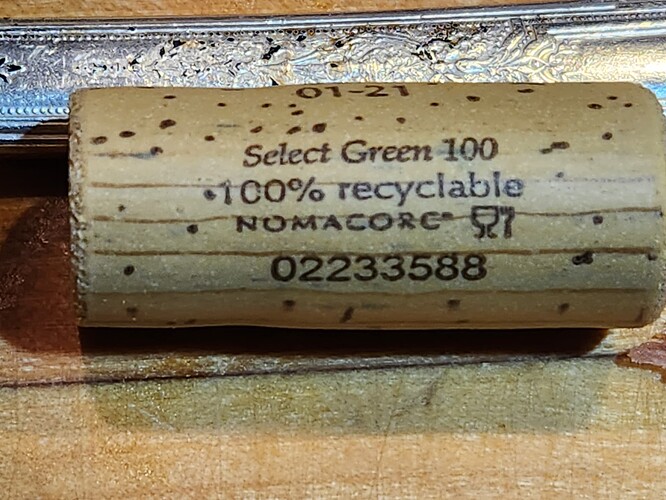 01-21
Select Green 100
100% recyclable
NOMACORC®
02233588